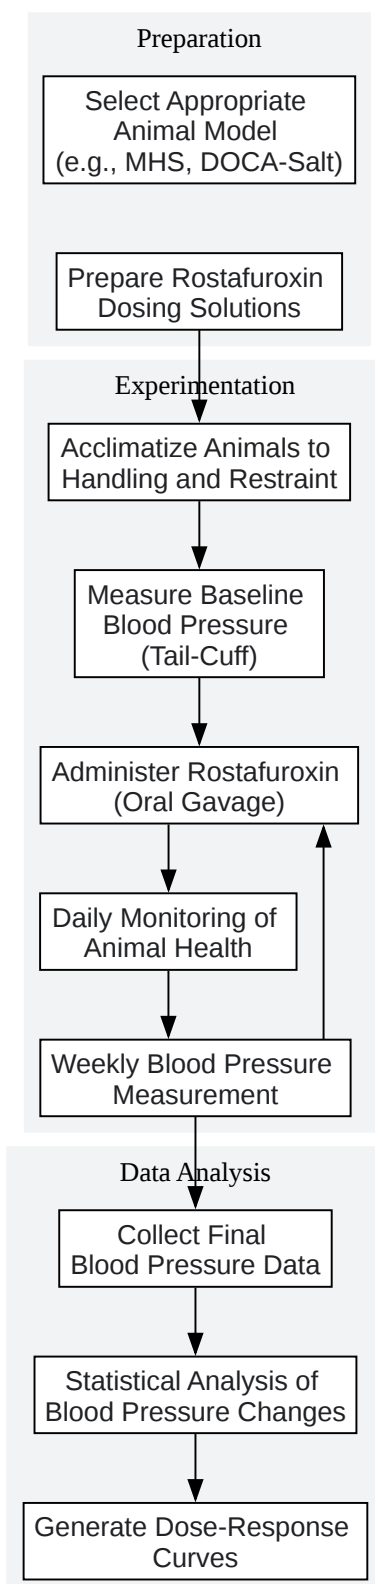 Preparation
Select Appropriate
Animal Model
(e.g., MHS, DOCA-Salt)
Prepare Rostafuroxin
Dosing Solutions
Experimentation
Acclimatize Animals to
Handling and Restraint
Measure Baseline
Blood Pressure
(Tail-Cuff)
Administer Rostafuroxin
(Oral Gavage)
Daily Monitoring of
Animal Health
Weekly Blood Pressure
Measurement
Data Analysis
Collect Final
Blood Pressure Data
Statistical Analysis of
Blood Pressure Changes
Generate Dose-Response
Curves